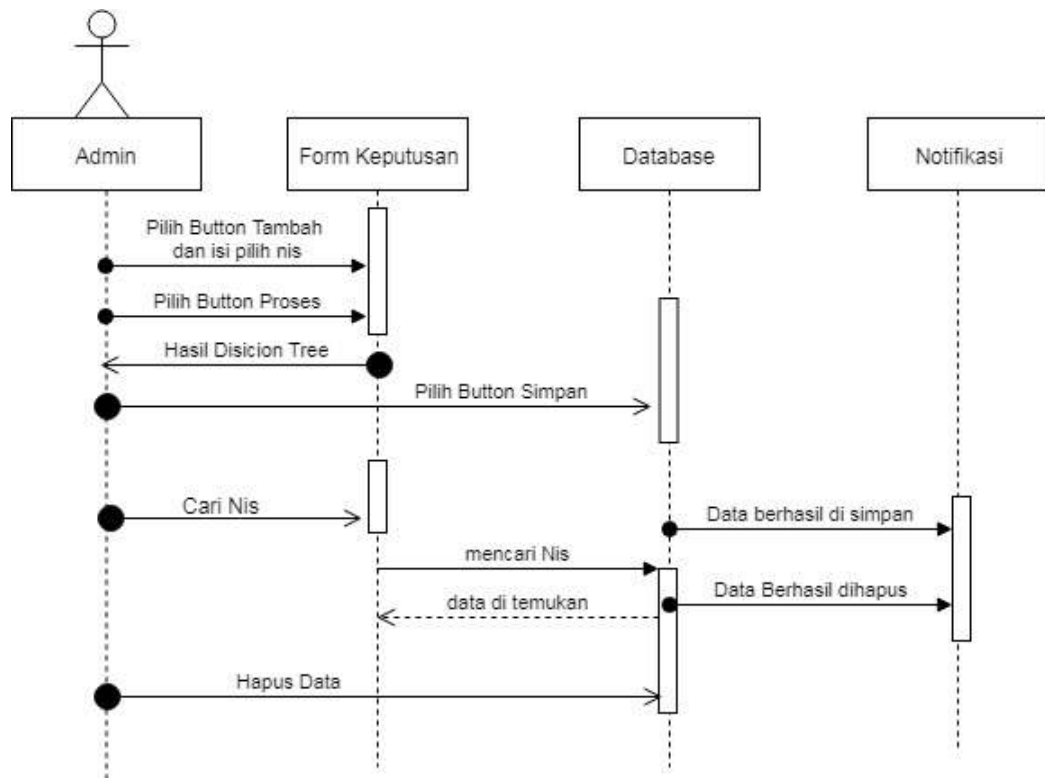 Admin
Form Keputusan
Database
Notifikasi
Pilih Button Tambah
dan isi pilih nis
Pilih Button Proses
Hasil Disicion Tree
Pilih Button Simpan
Cari Nis
Data berhasil di simpan
mencari Nis
Data Berhasil dihapus
data di temukan
Hapus Data